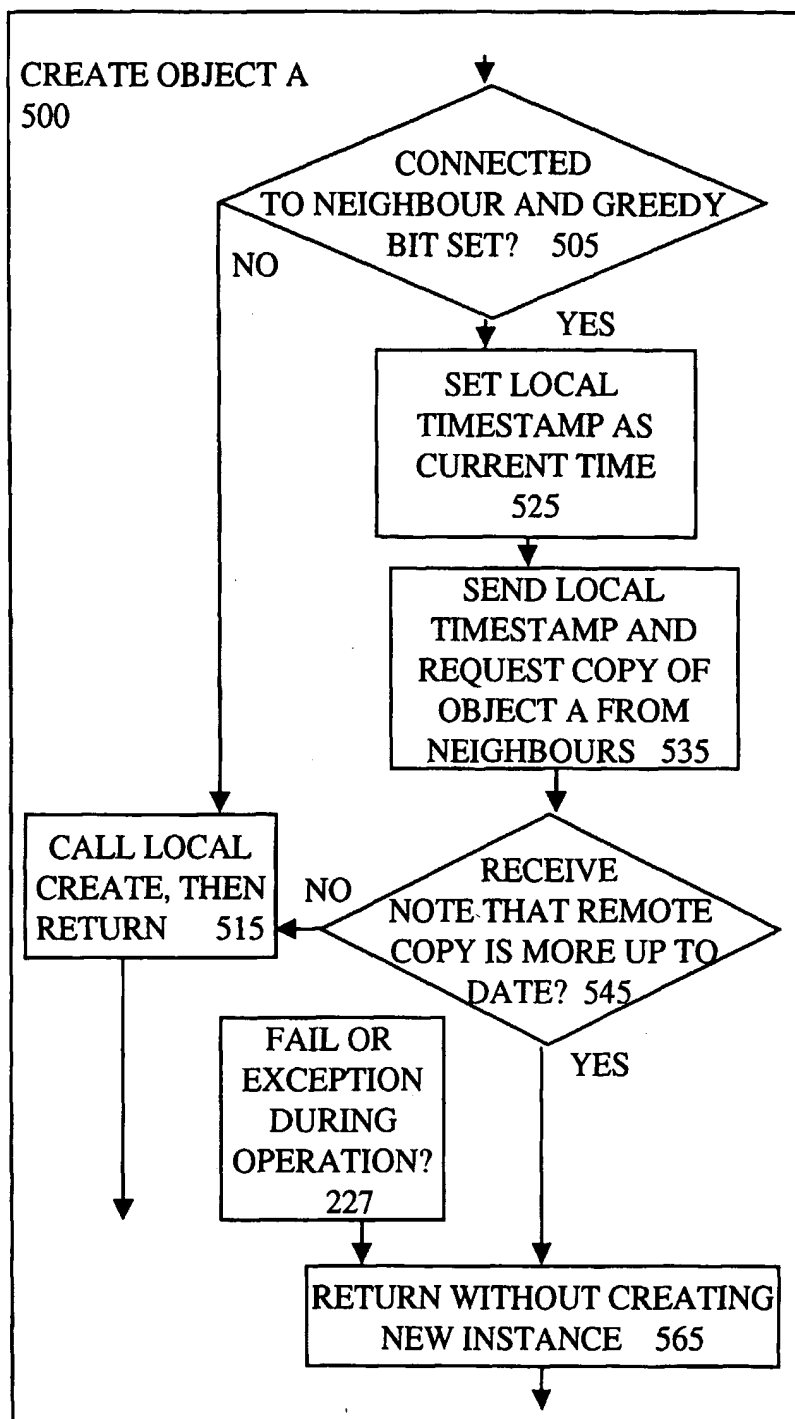 CREATE OBJECT A
500
CONNECTED
TO NEIGHBOUR AND GREEDY
BIT SET? 505
NO
YES
SET LOCAL
TIMESTAMP AS
CURRENT TIME
525
SEND LOCAL
TIMESTAMP AND
REQUEST COPY OF
OBJECT A FROM
NEIGHBOURS 535
CALL LOCAL
CREATE, THEN
RETURN 515
NO
RECEIVE
NOTE THAT REMOTE
COPY IS MORE UP TO
DATE? 545
YES
FAIL OR
EXCEPTION
DURING
OPERATION?
227
RETURN WITHOUT CREATING
NEW INSTANCE 565